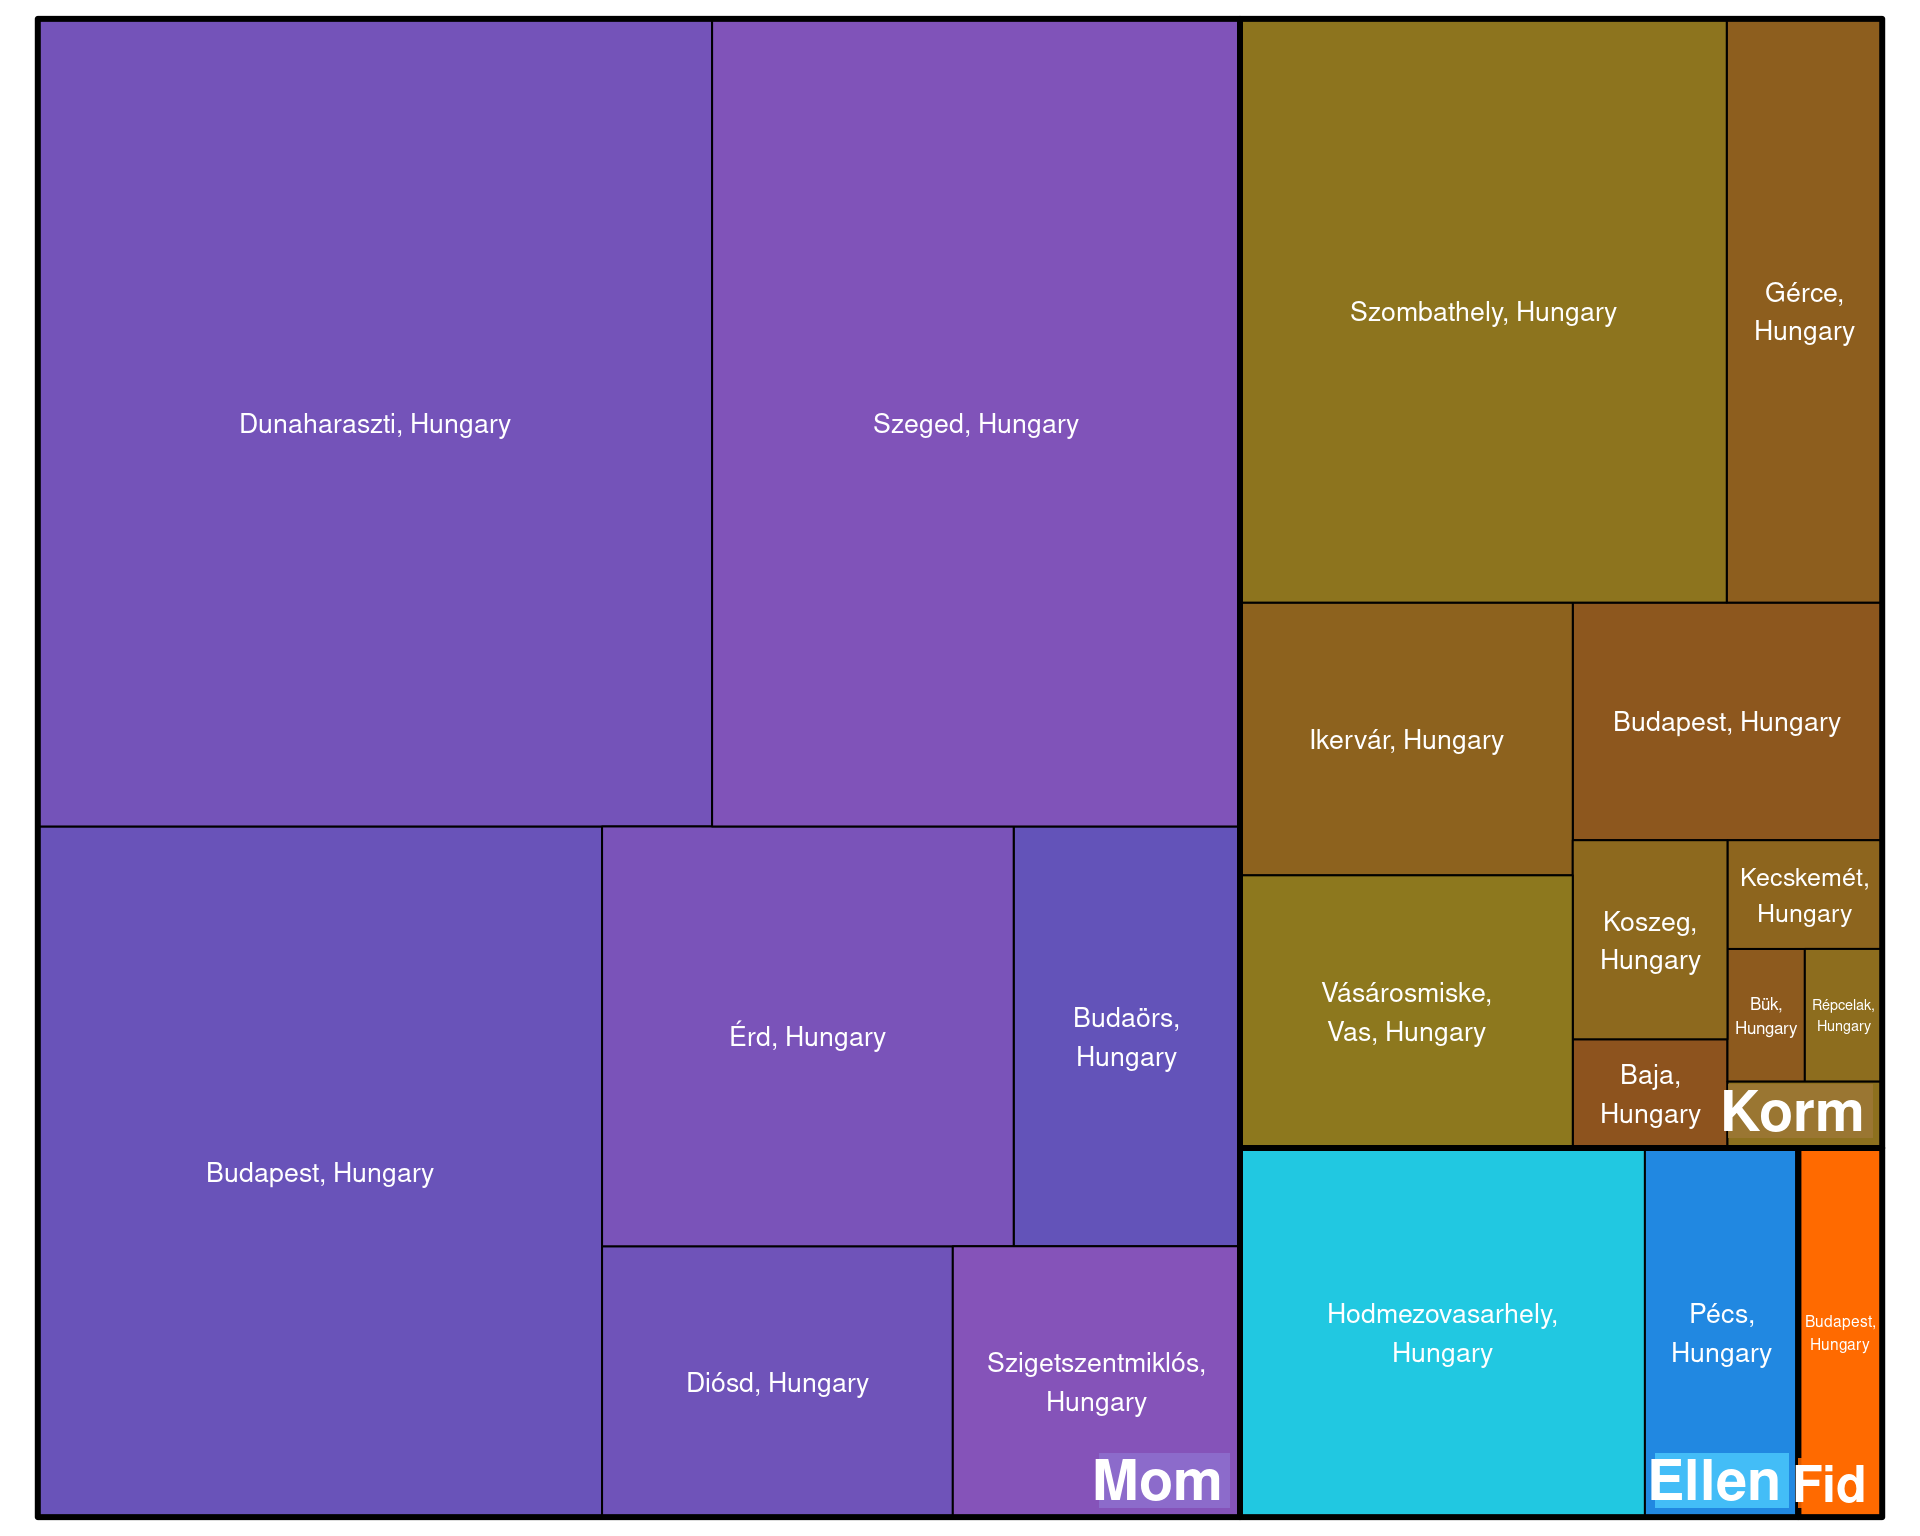 Dunaharaszti, Hungary
Szeged, Hungary
Budapest, Hungary
Érd, Hungary
Budaörs,
Hungary
Diósd, Hungary
Szigetszentmiklós,
Hungary
Mom
Szombathely, Hungary
Gérce,
Hungary
Ikervár, Hungary
Budapest, Hungary
Vásárosmiske,
Vas, Hungary
Koszeg,
Hungary
Kecskemét,
Hungary
Bük,
Hungary
Répcelak,
Hungary
Baja,
Hungary
Korm
Hodmezovasarhely,
Hungary
Pécs,
Hungary
Ellen
Budapest,
Hungary
Fid